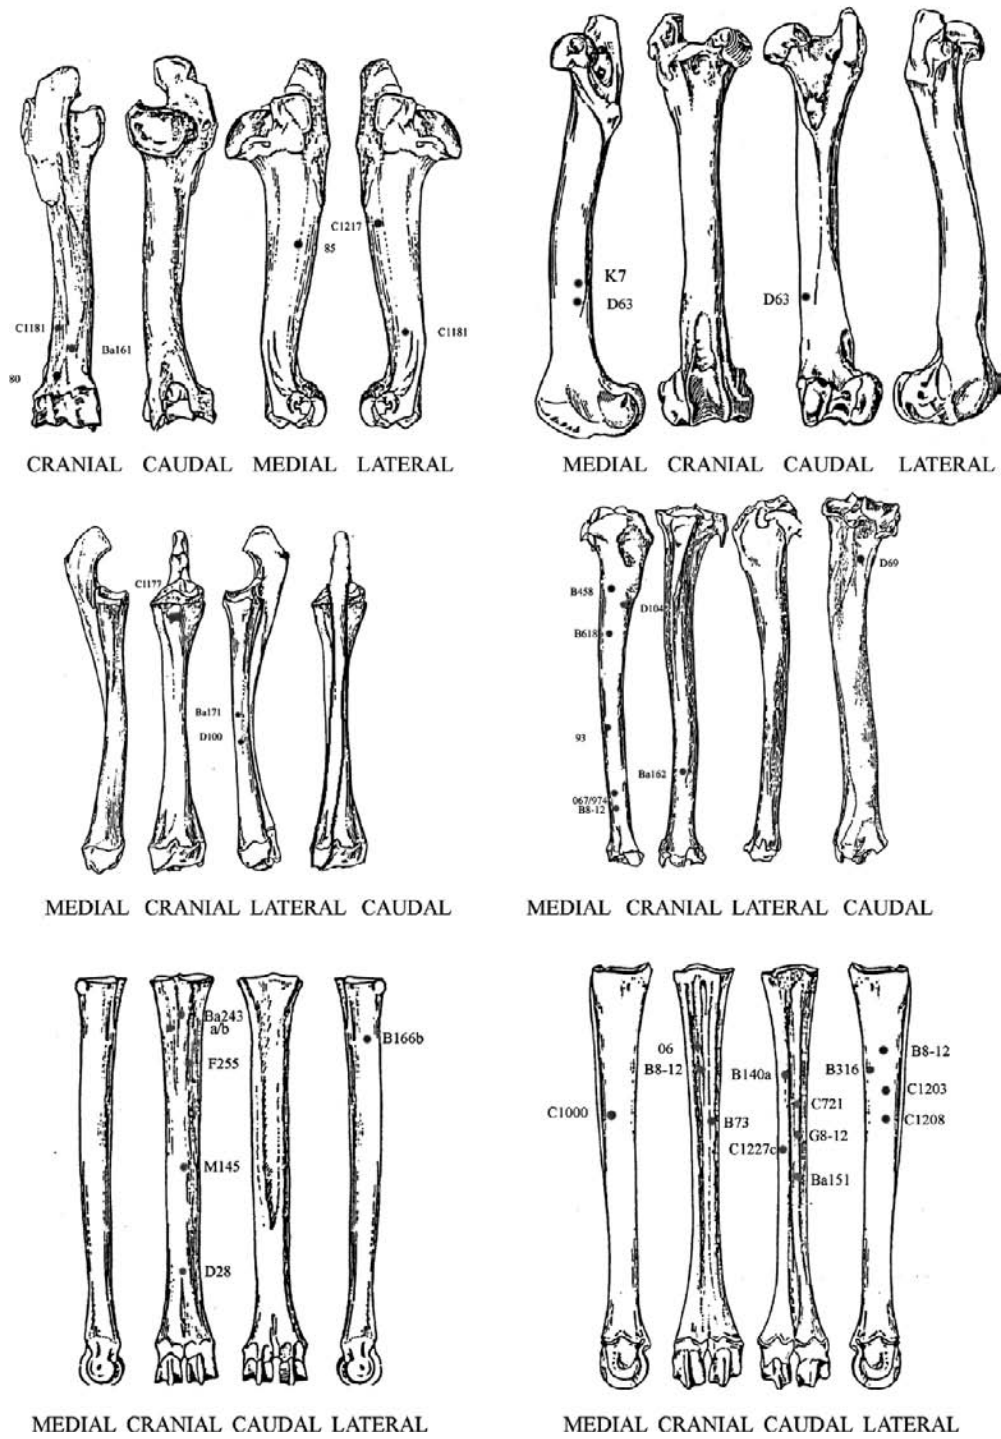 C1181
Ba161
80
85
C1217
C1181
CRANIAL CAUDAL MEDIAL LATERAL
K7
D63
D63
MEDIAL CRANIAL CAUDAL LATERAL
C1177
Ba171
D100
MEDIAL CRANIAL LATERAL CAUDAL
B458
D104
B618
93
Ba162
067/974
B8-12
D69
MEDIAL CRANIAL LATERAL CAUDAL
Ba243
a/b
F255
M145
D28
B166b
MEDIAL CRANIAL CAUDAL LATERAL
C1000
06
B8-12
B73
B140a
C721
G8-12
C1227c
Ba151
B8-12
B316
C1203
C1208
MEDIAL CRANIAL CAUDAL LATERAL